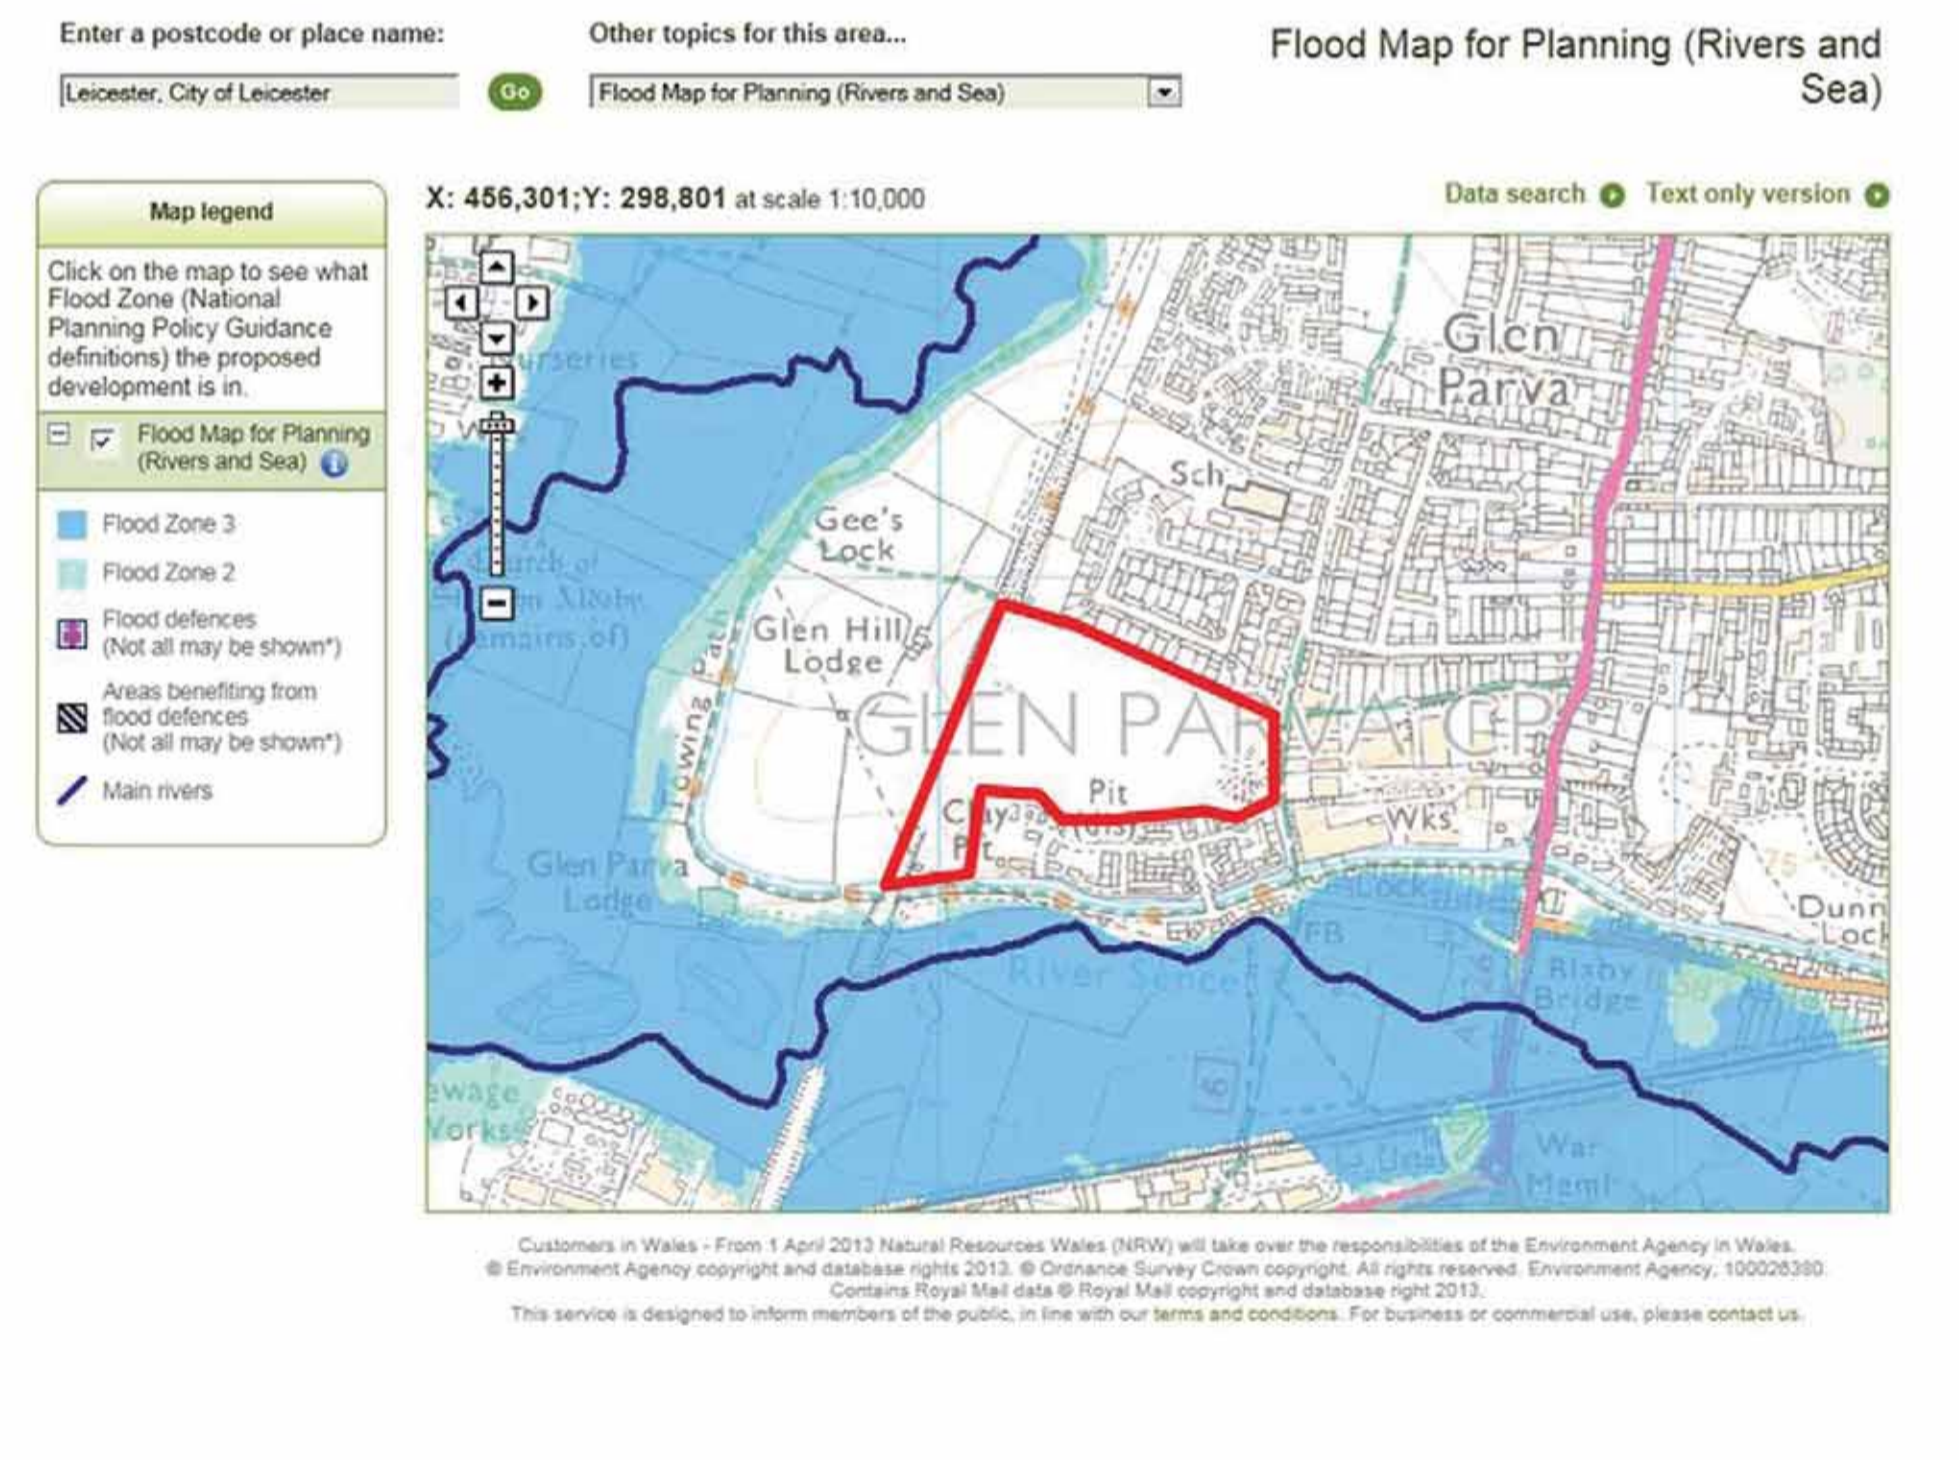 Enter a postcode or place name:
Other topics for this area...
Flood Map for Planning (Rivers and
Sea)
Leicester, City of Leicester
Go
Flood Map for Planning (Rivers and Sea)
Map legend
Click on the map to see what
Flood Zone (National
Planning Policy Guidance
definitions) the proposed
development is in.
Flood Map for Planning
(Rivers and Sea)
Flood Zone 3
Flood Zone 2
Flood defences
(Not all may be shown*)
Areas benefiting from
flood defences
(Not all may be shown*)
Main rivers
X: 456,301;Y: 298,801 at scale 1:10,000
Data search
Text only version
Glen
Parva
Sch
Gee's
Lock
(remains of)
Glen Hill
Lodge
Towing Path
GLEN PARVA CP
Pit
Clay
Pit
(dis)
Wks
Glen Parva
Lodge
Lock
75
Dunn
Lock
FB
River Sence
Blaby
Bridge
ewage
Works
War
Meml
Customers in Wales - From 1 April 2013 Natural Resources Wales (NRW) will take over the responsibilities of the Environment Agency in Wales.
© Environment Agency copyright and database rights 2013. © Ordnance Survey Crown copyright. All rights reserved. Environment Agency, 100026380.
Contains Royal Mail data © Royal Mail copyright and database right 2013.
This service is designed to inform members of the public, in line with our terms and conditions. For business or commercial use, please contact us.